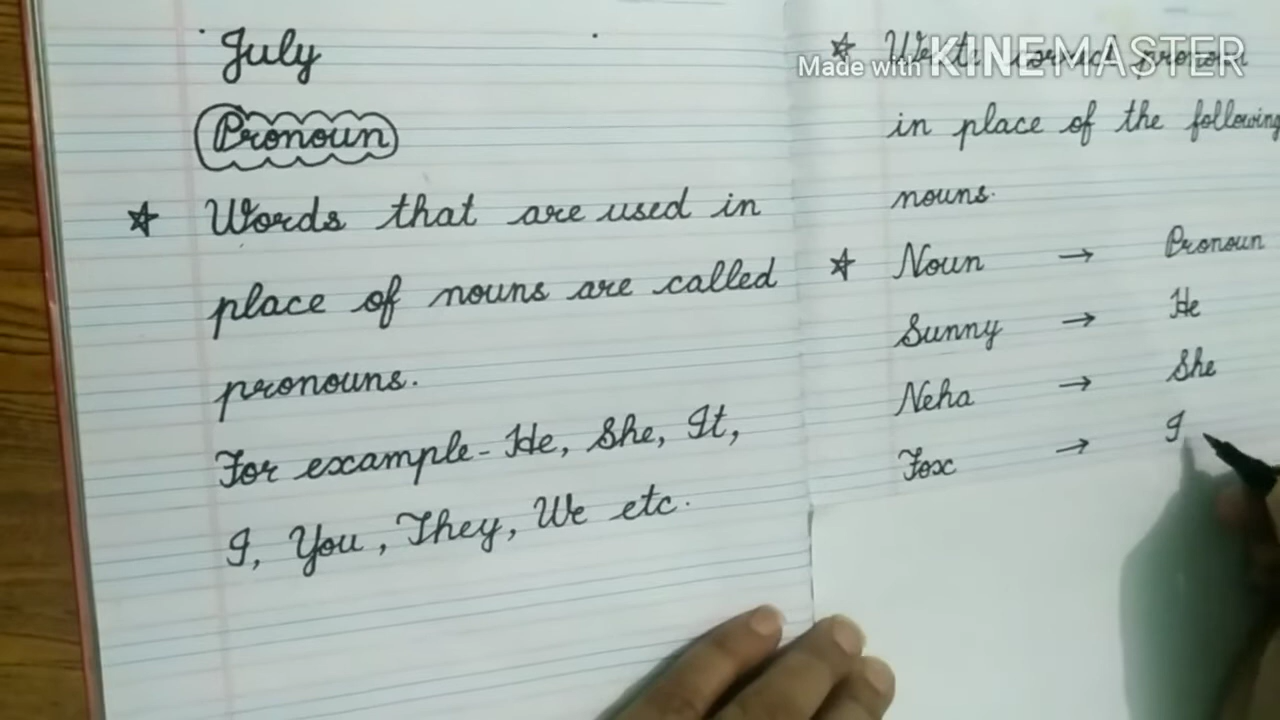 July
Pronoun
Words that are used in
place of nouns are called
pronouns.
For example - He, She, It,
I, You, They, We etc.
Made with KINEMASTER
correct pronoun
in place of the following
nouns.
Noun → Pronoun
Sunny → He
Neha → She
Fox → I